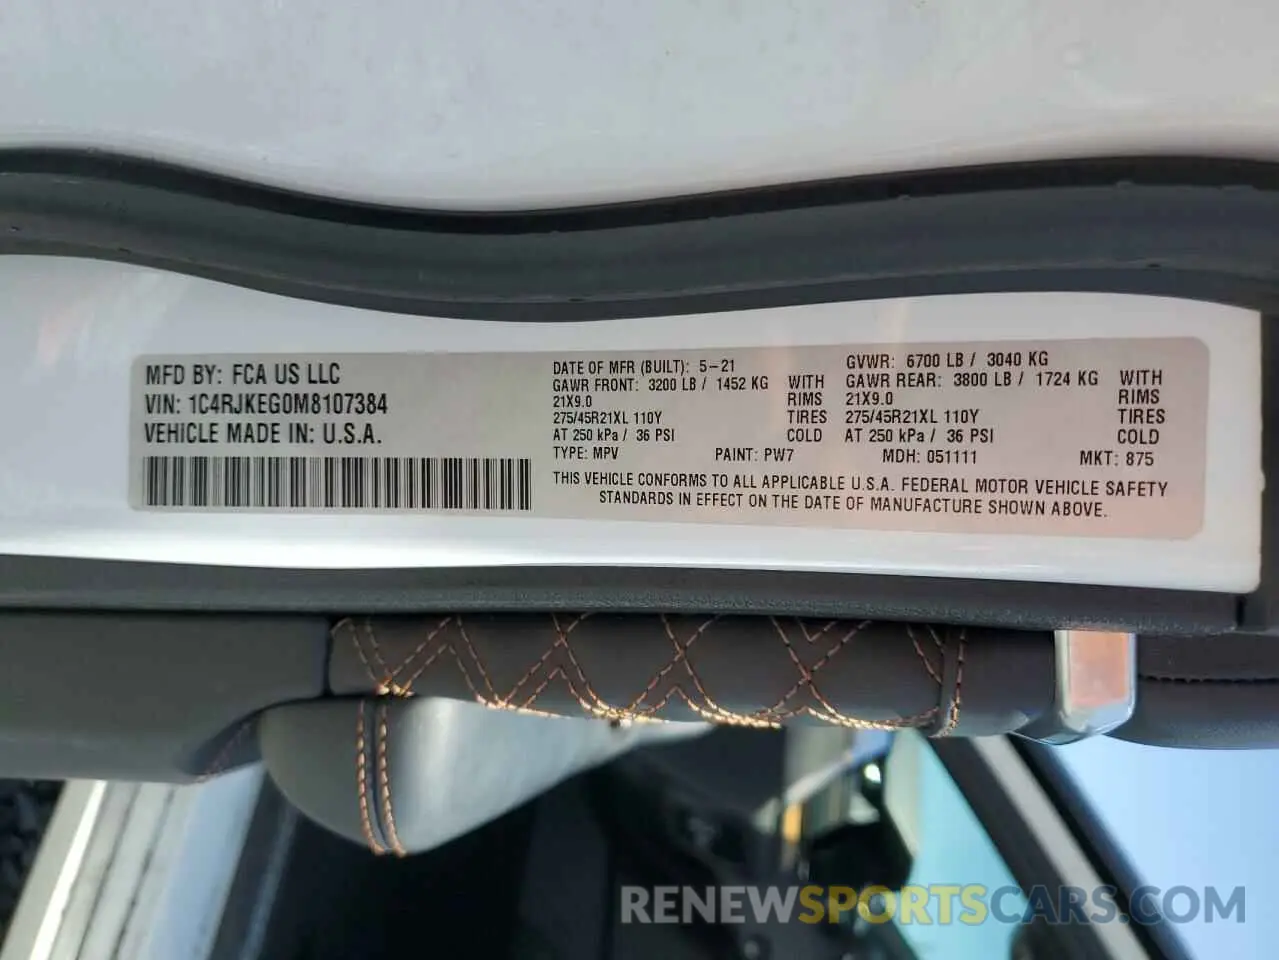 MFD BY: FCA US LLC
VIN: 1C4RJKEG0M8107384
VEHICLE MADE IN: U.S.A.
DATE OF MFR (BUILT): 5-21
GAWR FRONT: 3200 LB / 1452 KG WITH
21X9.0 RIMS
275/45R21XL 110Y TIRES
AT 250 kPa / 36 PSI COLD
GVWR: 6700 LB / 3040 KG
GAWR REAR: 3800 LB / 1724 KG WITH
21X9.0 RIMS
275/45R21XL 110Y TIRES
AT 250 kPa / 36 PSI COLD
TYPE: MPV PAINT: PW7 MDH: 051111 MKT: 875
THIS VEHICLE CONFORMS TO ALL APPLICABLE U.S.A. FEDERAL MOTOR VEHICLE SAFETY
STANDARDS IN EFFECT ON THE DATE OF MANUFACTURE SHOWN ABOVE.
RENEWSPORTSCARS.COM